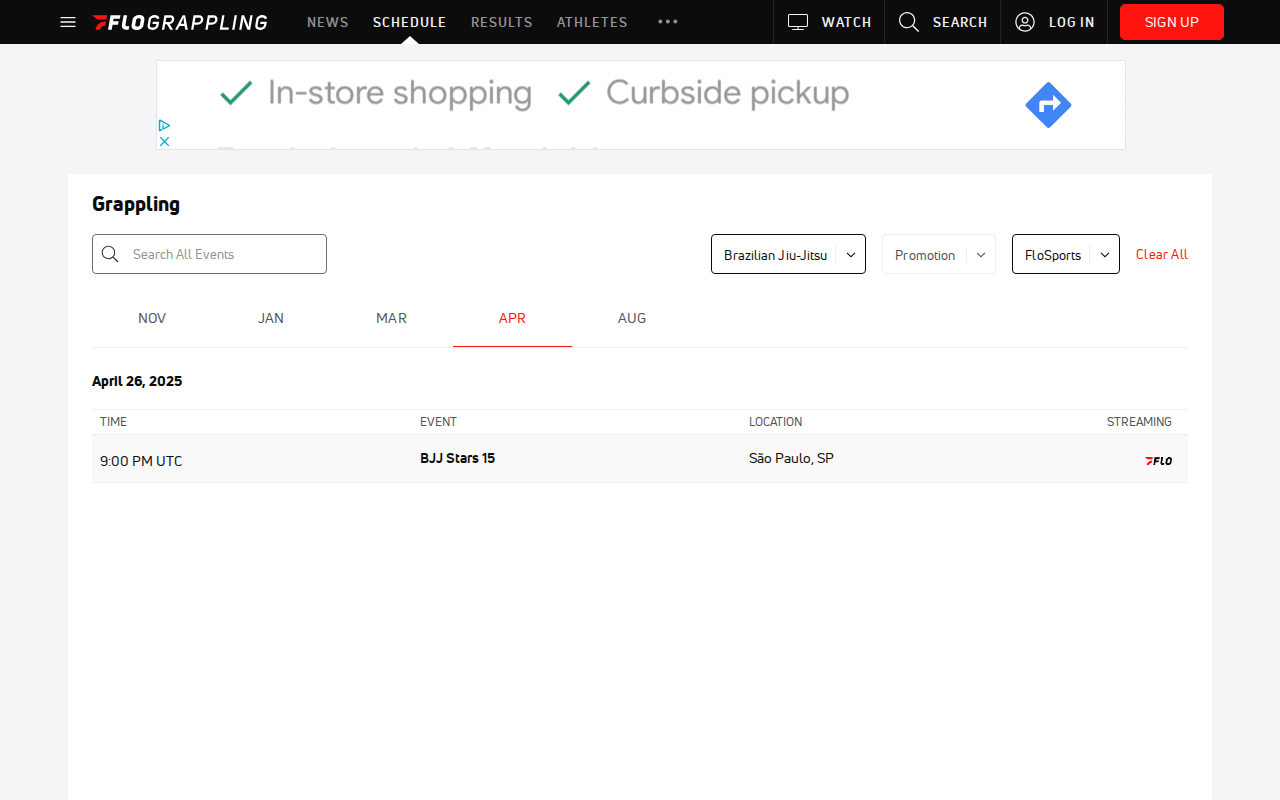 FLOGRAPPLING NEWS SCHEDULE RESULTS ATHLETES WATCH SEARCH LOG IN SIGN UP
In-store shopping Curbside pickup
Grappling
Search All Events Brazilian Jiu-Jitsu Promotion FloSports Clear All
NOV JAN MAR APR AUG
April 26, 2025
TIME EVENT LOCATION STREAMING
9:00 PM UTC BJJ Stars 15 São Paulo, SP FLO